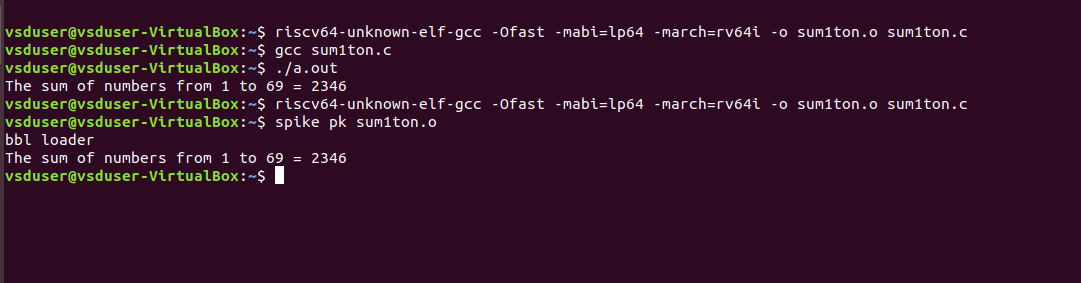 vsduser@vsduser-VirtualBox:~$ riscv64-unknown-elf-gcc -Ofast -mabi=lp64 -march=rv64i -o sum1ton.o sum1ton.c
vsduser@vsduser-VirtualBox:~$ gcc sum1ton.c
vsduser@vsduser-VirtualBox:~$ ./a.out
The sum of numbers from 1 to 69 = 2346
vsduser@vsduser-VirtualBox:~$ riscv64-unknown-elf-gcc -Ofast -mabi=lp64 -march=rv64i -o sum1ton.o sum1ton.c
vsduser@vsduser-VirtualBox:~$ spike pk sum1ton.o
bbl loader
The sum of numbers from 1 to 69 = 2346
vsduser@vsduser-VirtualBox:~$